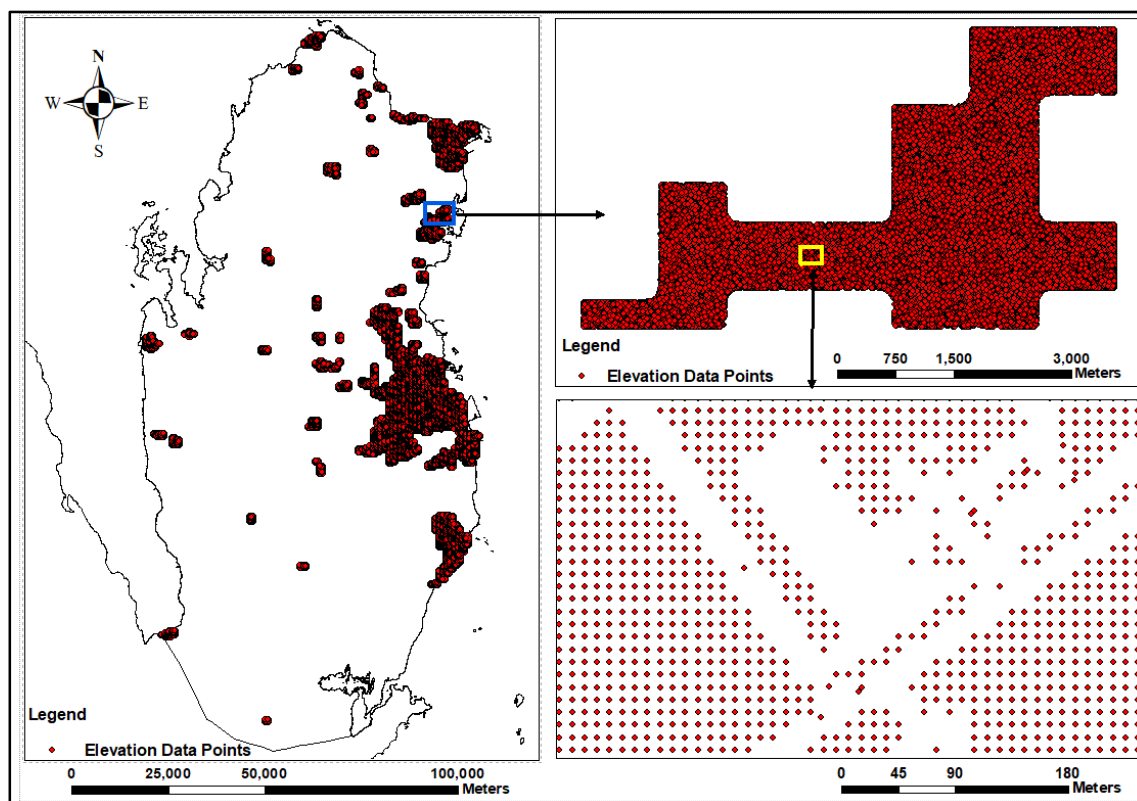 N
W E
S
Legend
Elevation Data Points
0 25,000 50,000 100,000
Meters
Legend
Elevation Data Points
0 750 1,500 3,000
Meters
0 45 90 180
Meters